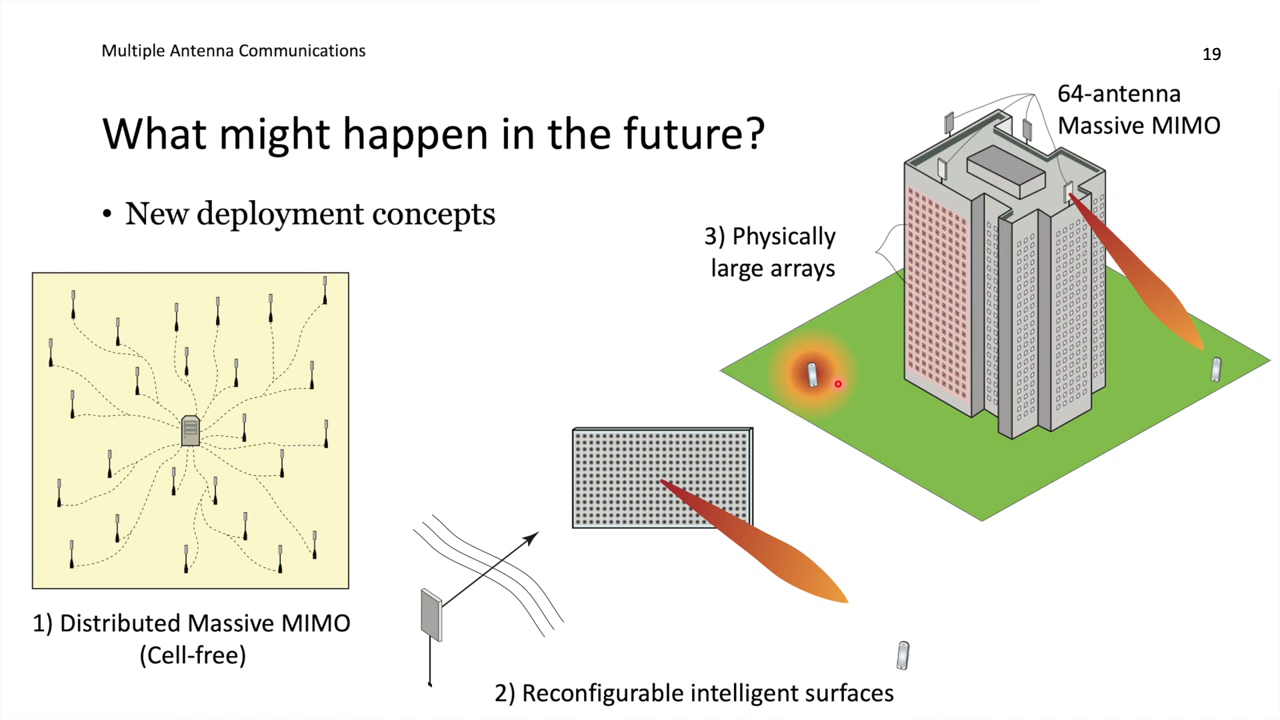 Multiple Antenna Communications
19
What might happen in the future?
• New deployment concepts
64-antenna
Massive MIMO
3) Physically
large arrays
1) Distributed Massive MIMO
(Cell-free)
2) Reconfigurable intelligent surfaces